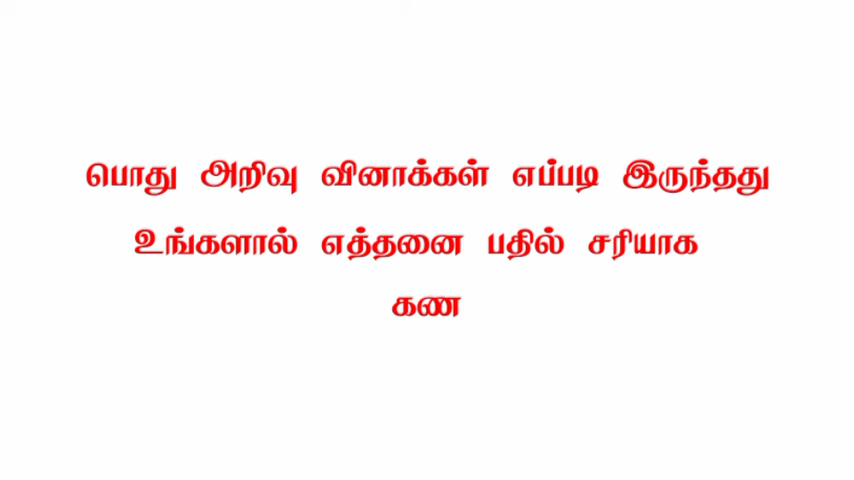 பொது அறிவு வினாக்கள் எப்படி இருந்தது
உங்களால் எத்தனை பதில் சரியாக
கண